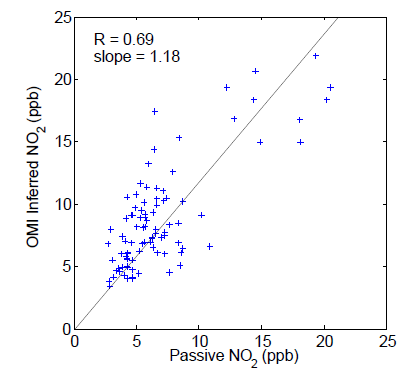 25
20
15
10
5
0
OMI Inferred NO2 (ppb)
R = 0.69
slope = 1.18
0 5 10 15 20 25
Passive NO2 (ppb)